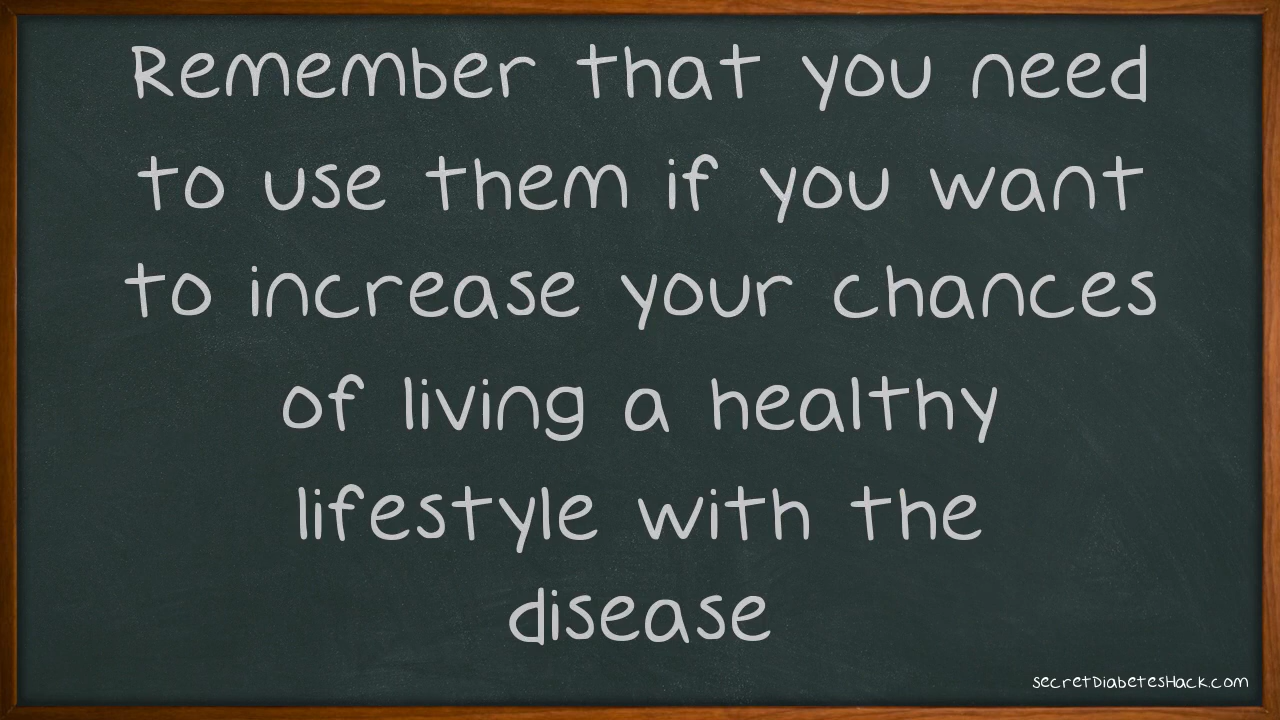 Remember that you need
to use them if you want
to increase your chances
of living a healthy
lifestyle with the
disease
secretDiabetesHack.com